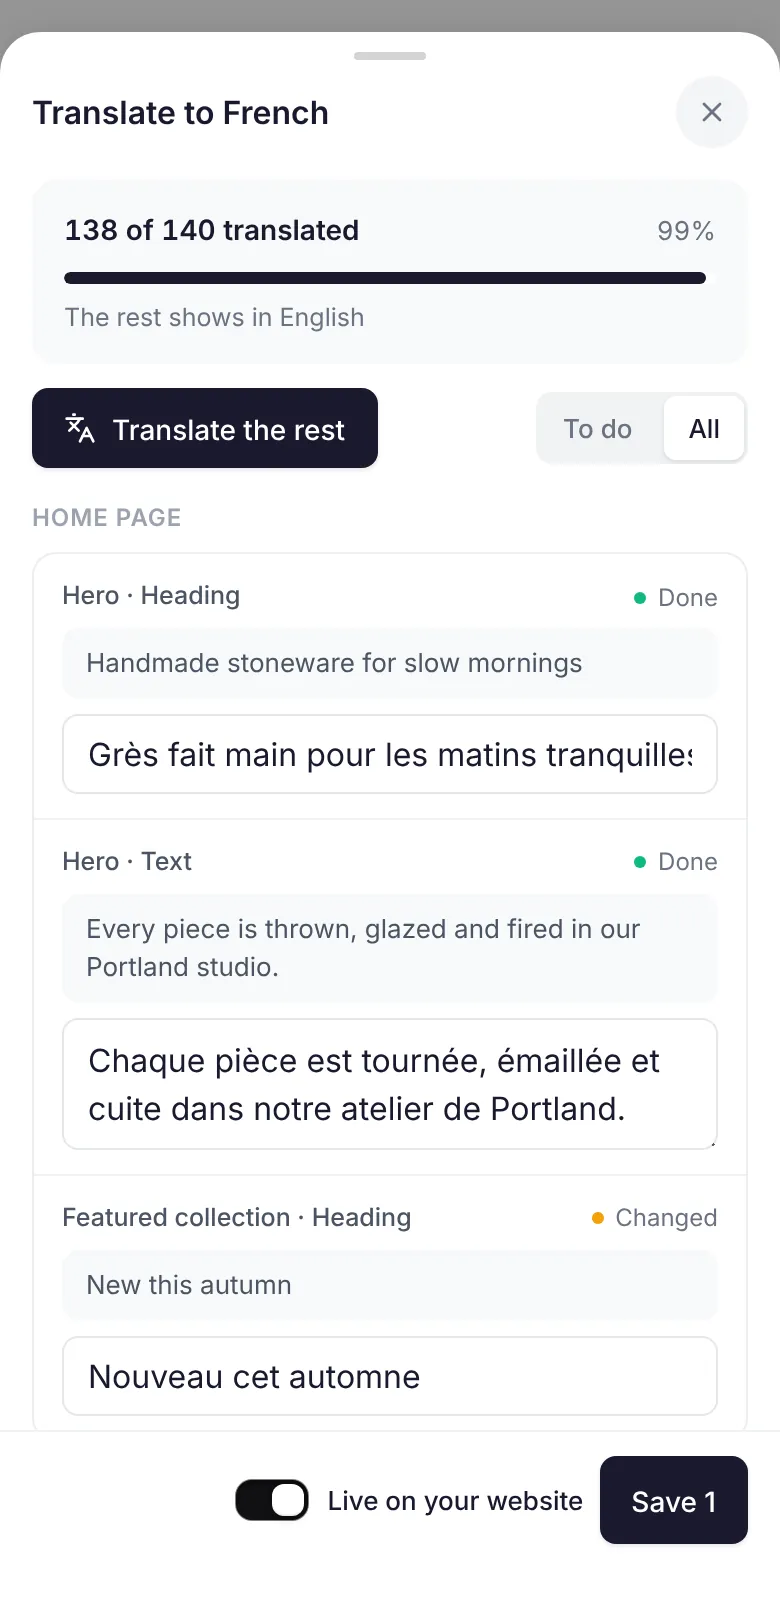 Translate to French
138 of 140 translated
99%
The rest shows in English
Translate the rest
To do
All
HOME PAGE
Hero · Heading
Done
Handmade stoneware for slow mornings
Grès fait main pour les matins tranquilles
Hero · Text
Done
Every piece is thrown, glazed and fired in our
Portland studio.
Chaque pièce est tournée, émaillée et
cuite dans notre atelier de Portland.
Featured collection · Heading
Changed
New this autumn
Nouveau cet automne
Live on your website
Save 1